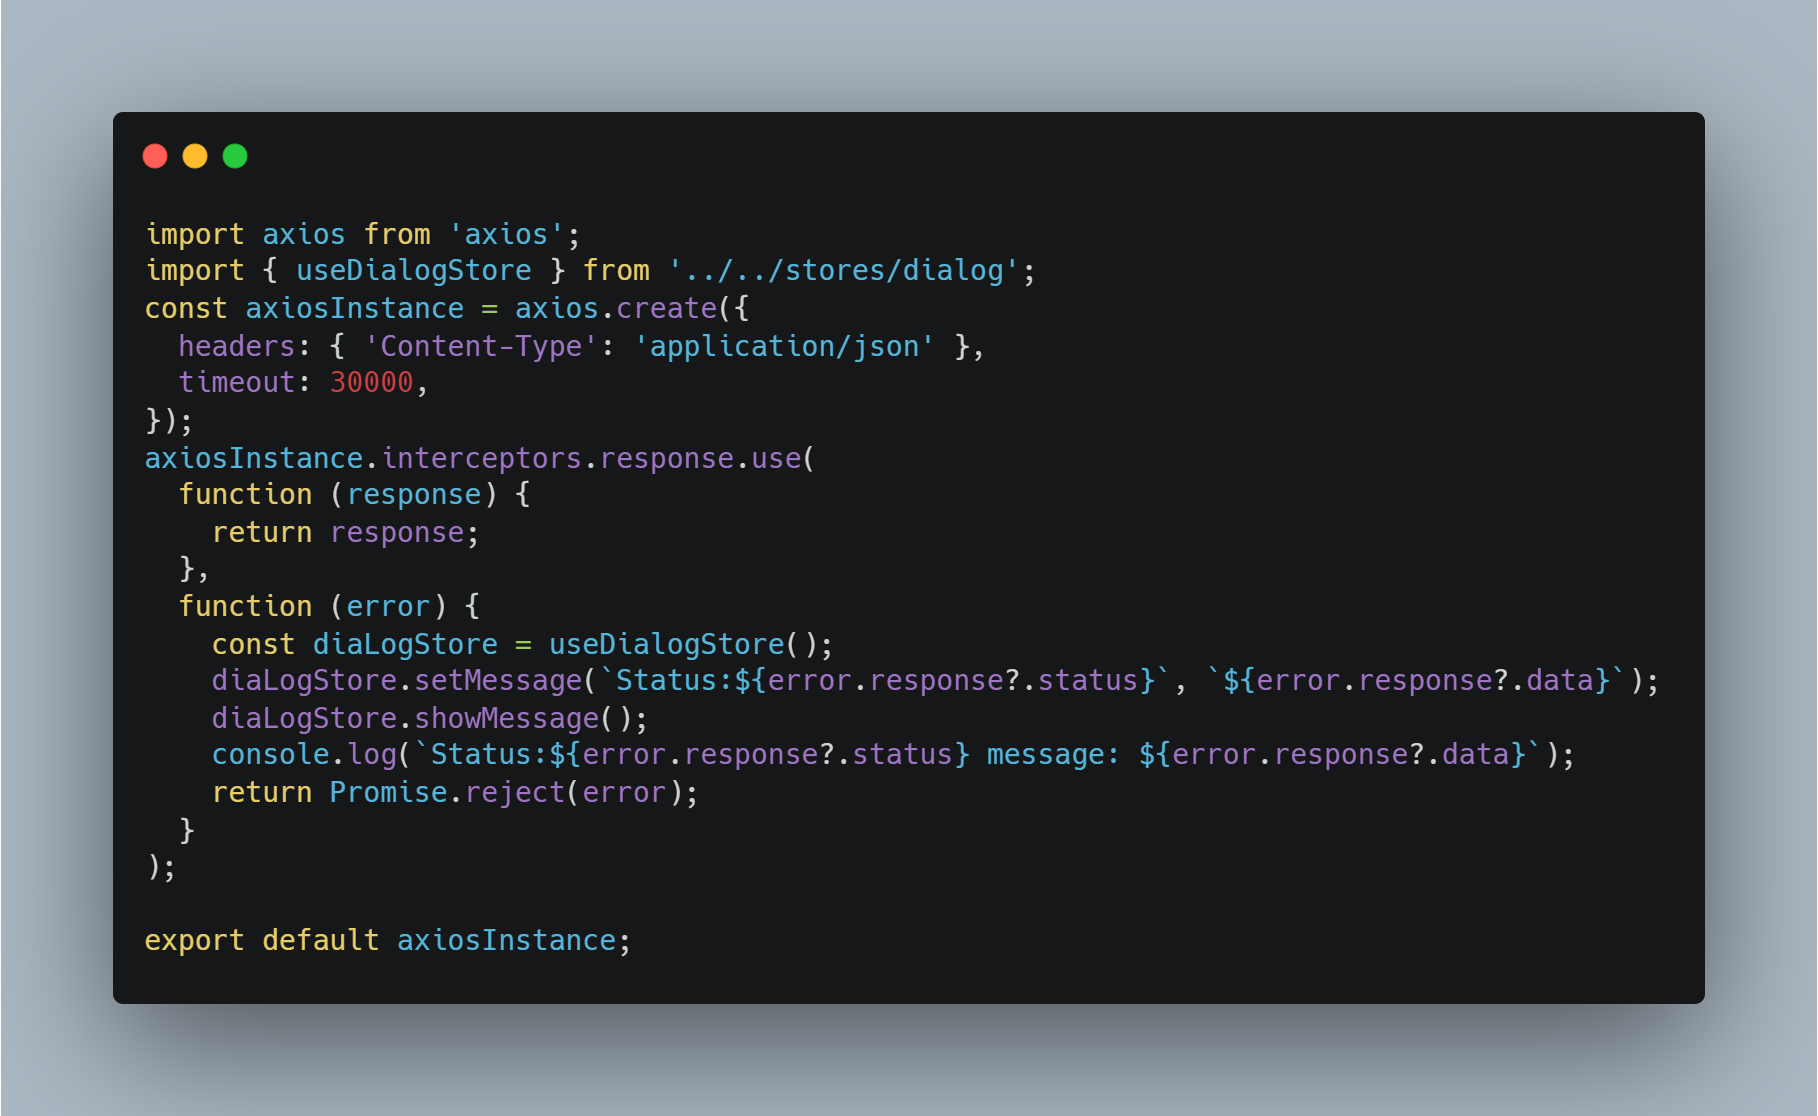 import axios from 'axios';
import { useDialogStore } from '../../stores/dialog';
const axiosInstance = axios.create({
  headers: { 'Content-Type': 'application/json' },
  timeout: 30000,
});
axiosInstance.interceptors.response.use(
  function (response) {
    return response;
  },
  function (error) {
    const diaLogStore = useDialogStore();
    diaLogStore.setMessage(`Status:${error.response?.status}`, `${error.response?.data}`);
    diaLogStore.showMessage();
    console.log(`Status:${error.response?.status} message: ${error.response?.data}`);
    return Promise.reject(error);
  }
);

export default axiosInstance;